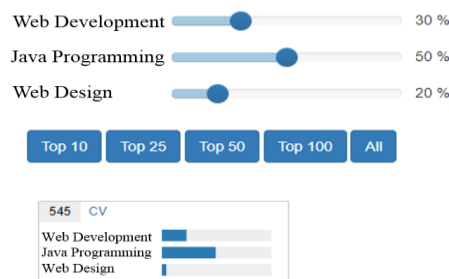 Web Development 30 %
Java Programming 50 %
Web Design 20 %
Top 10 Top 25 Top 50 Top 100 All
545 CV
Web Development
Java Programming
Web Design